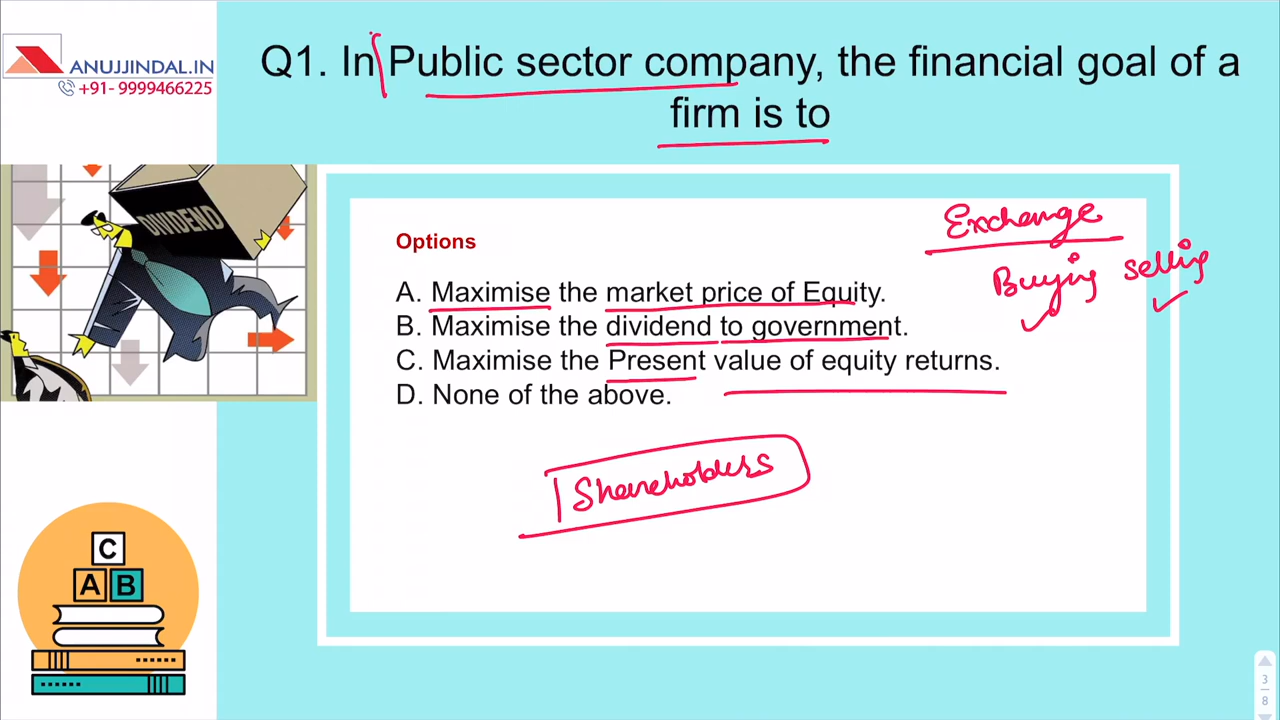 ANUJJINDAL.IN
+91- 9999466225
Q1. In Public sector company, the financial goal of a
firm is to
DIVIDEND
Options
A. Maximise the market price of Equity.
B. Maximise the dividend to government.
C. Maximise the Present value of equity returns.
D. None of the above.
Exchange
Buying selling
Shareholders
C
A B
3
8